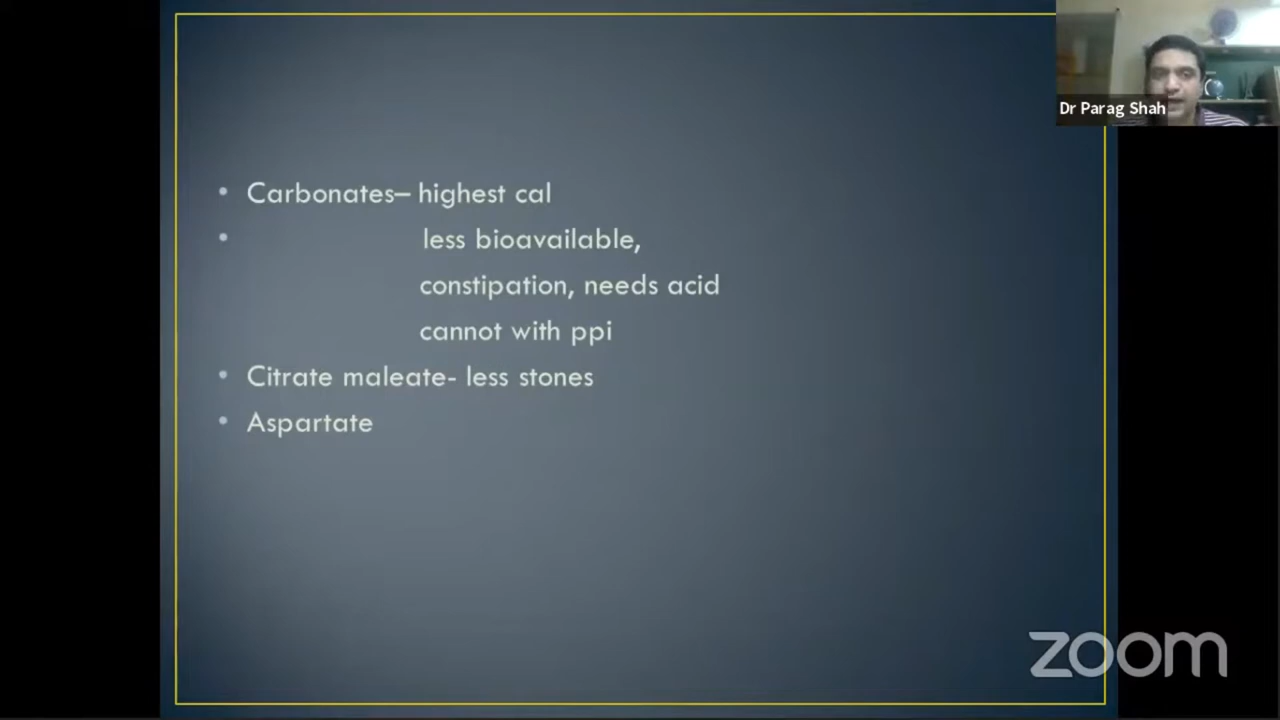 Dr Parag Shah
• Carbonates– highest cal
• less bioavailable,
constipation, needs acid
cannot with ppi
• Citrate maleate- less stones
• Aspartate
zoom